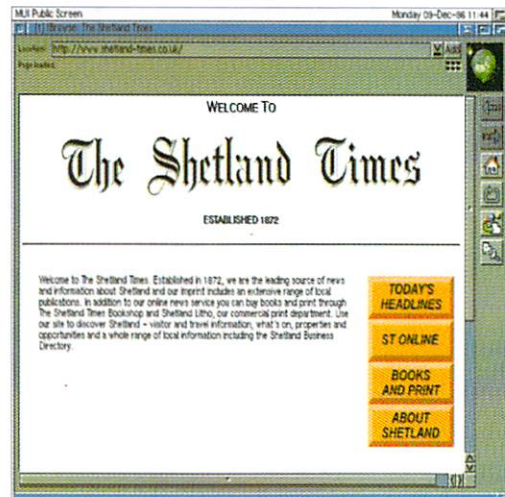 MUI Public Screen
Monday 09-Dec-96 11:44
[1] IBrowse: The Shetland Times
Location: http://www.shetland-times.co.uk/
Add
Page loaded.
WELCOME TO
The Shetland Times
ESTABLISHED 1872
Welcome to The Shetland Times. Established in 1872, we are the leading source of news
and information about Shetland and our imprint includes an extensive range of local
publications. In addition to our online news service you can buy books and print through
The Shetland Times Bookshop and Shetland Litho, our commercial print department. Use
our site to discover Shetland - visitor and travel information, what's on, properties and
opportunities and a whole range of local information including the Shetland Business
Directory.
TODAY'S
HEADLINES
ST ONLINE
BOOKS
AND PRINT
ABOUT
SHETLAND